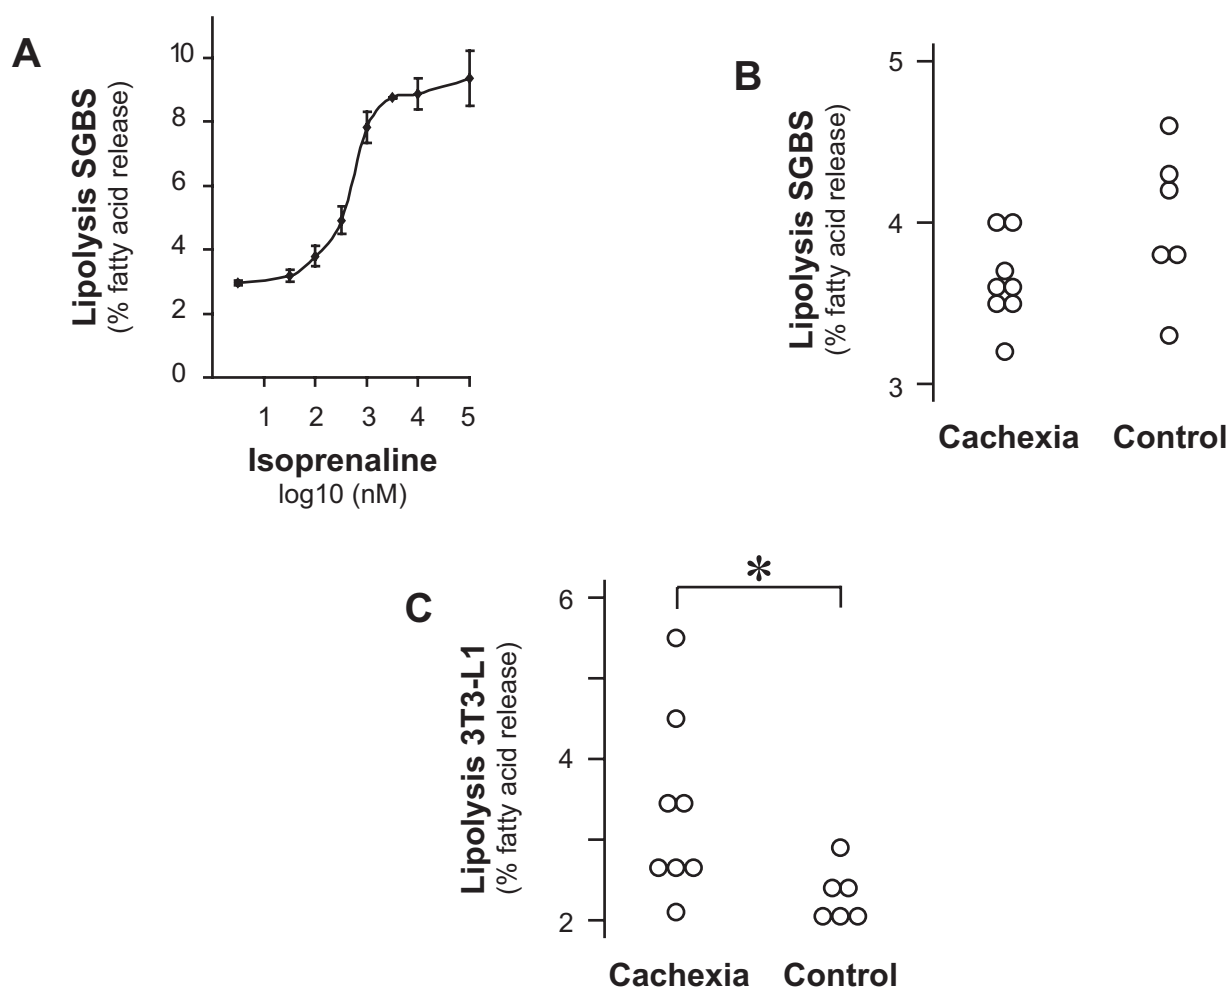 A
Lipolysis SGBS
(% fatty acid release)
10
8
6
4
2
0
1 2 3 4 5
Isoprenaline
log10 (nM)
B
Lipolysis SGBS
(% fatty acid release)
5
4
3
Cachexia Control
C
Lipolysis 3T3-L1
(% fatty acid release)
*
6
4
2
Cachexia Control